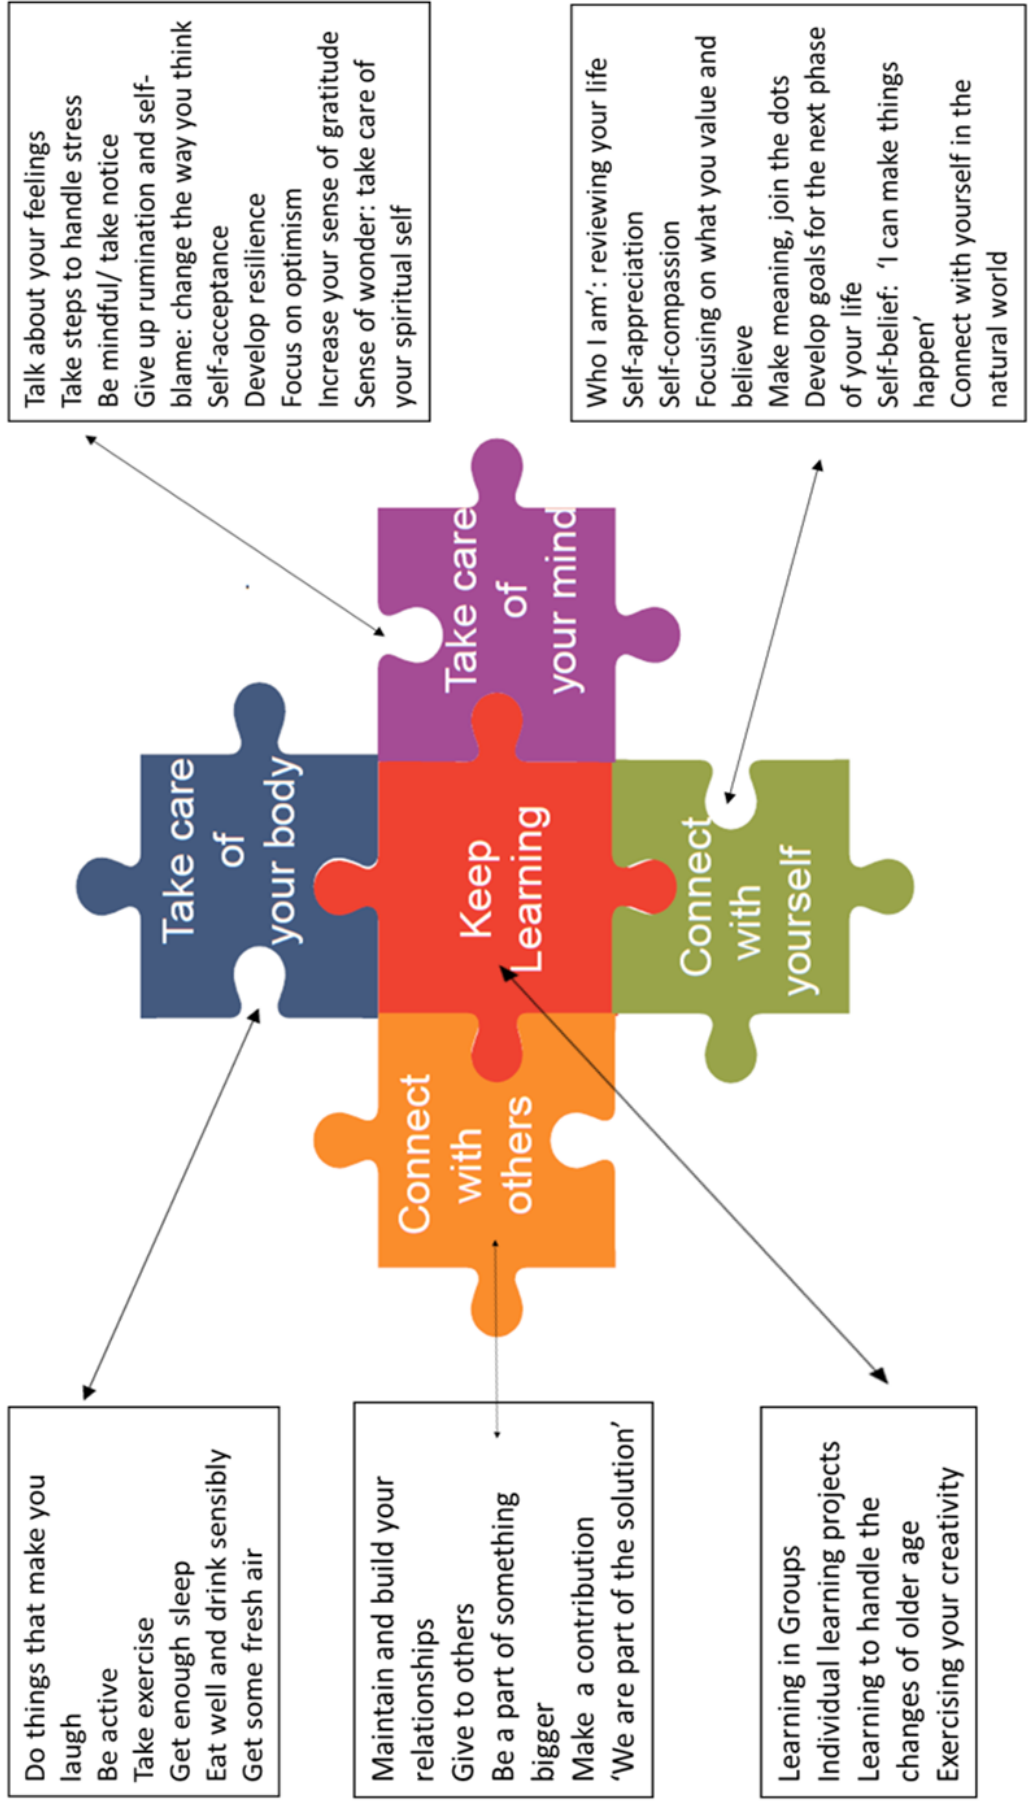 Do things that make you
laugh
Be active
Take exercise
Get enough sleep
Eat well and drink sensibly
Get some fresh air
Take care
of
your body
Talk about your feelings
Take steps to handle stress
Be mindful/ take notice
Give up rumination and self-
blame: change the way you think
Self-acceptance
Develop resilience
Focus on optimism
Increase your sense of gratitude
Sense of wonder: take care of
your spiritual self
Maintain and build your
relationships
Give to others
Be a part of something
bigger
Make  a contribution
‘We are part of the solution’
Connect
with
others
Keep
Learning
Take care
of
your mind
Learning in Groups
Individual learning projects
Learning to handle the
changes of older age
Exercising your creativity
Connect
with
yourself
Who I am’: reviewing your life
Self-appreciation
Self-compassion
Focusing on what you value and
believe
Make meaning, join the dots
Develop goals for the next phase
of your life
Self-belief:  ‘I can make things
happen’
Connect with yourself in the
natural world